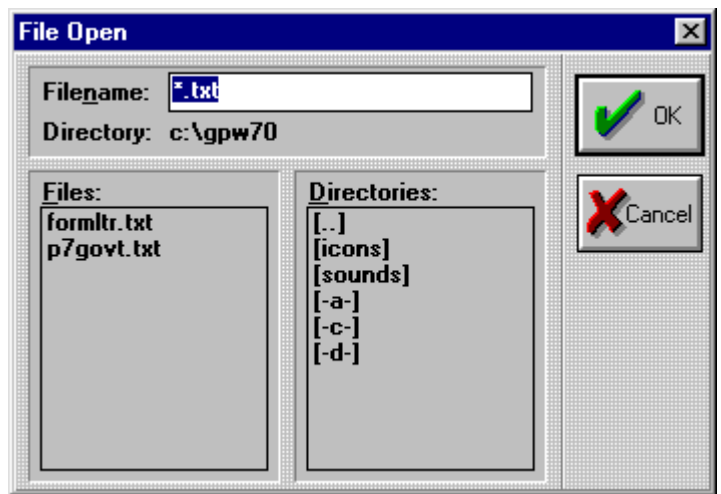 File Open
Filename: *.txt
OK
Directory: c:\gpw70
Cancel
Files:
formltr.txt
p7govt.txt
Directories:
[..]
[icons]
[sounds]
[-a-]
[-c-]
[-d-]